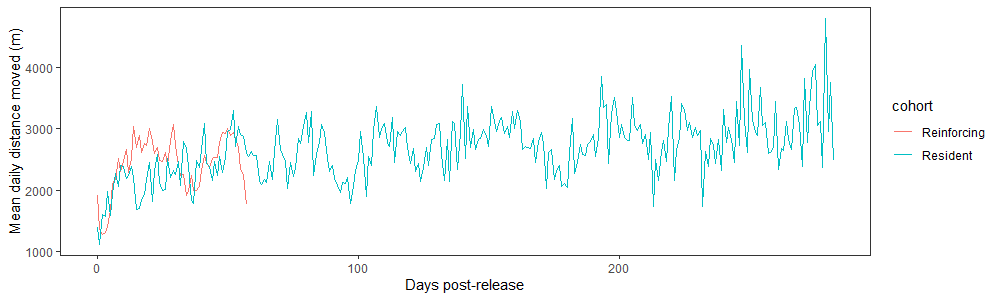 Mean daily distance moved (m)
4000
3000
2000
1000
0
100
200
Days post-release
cohort
Reinforcing
Resident